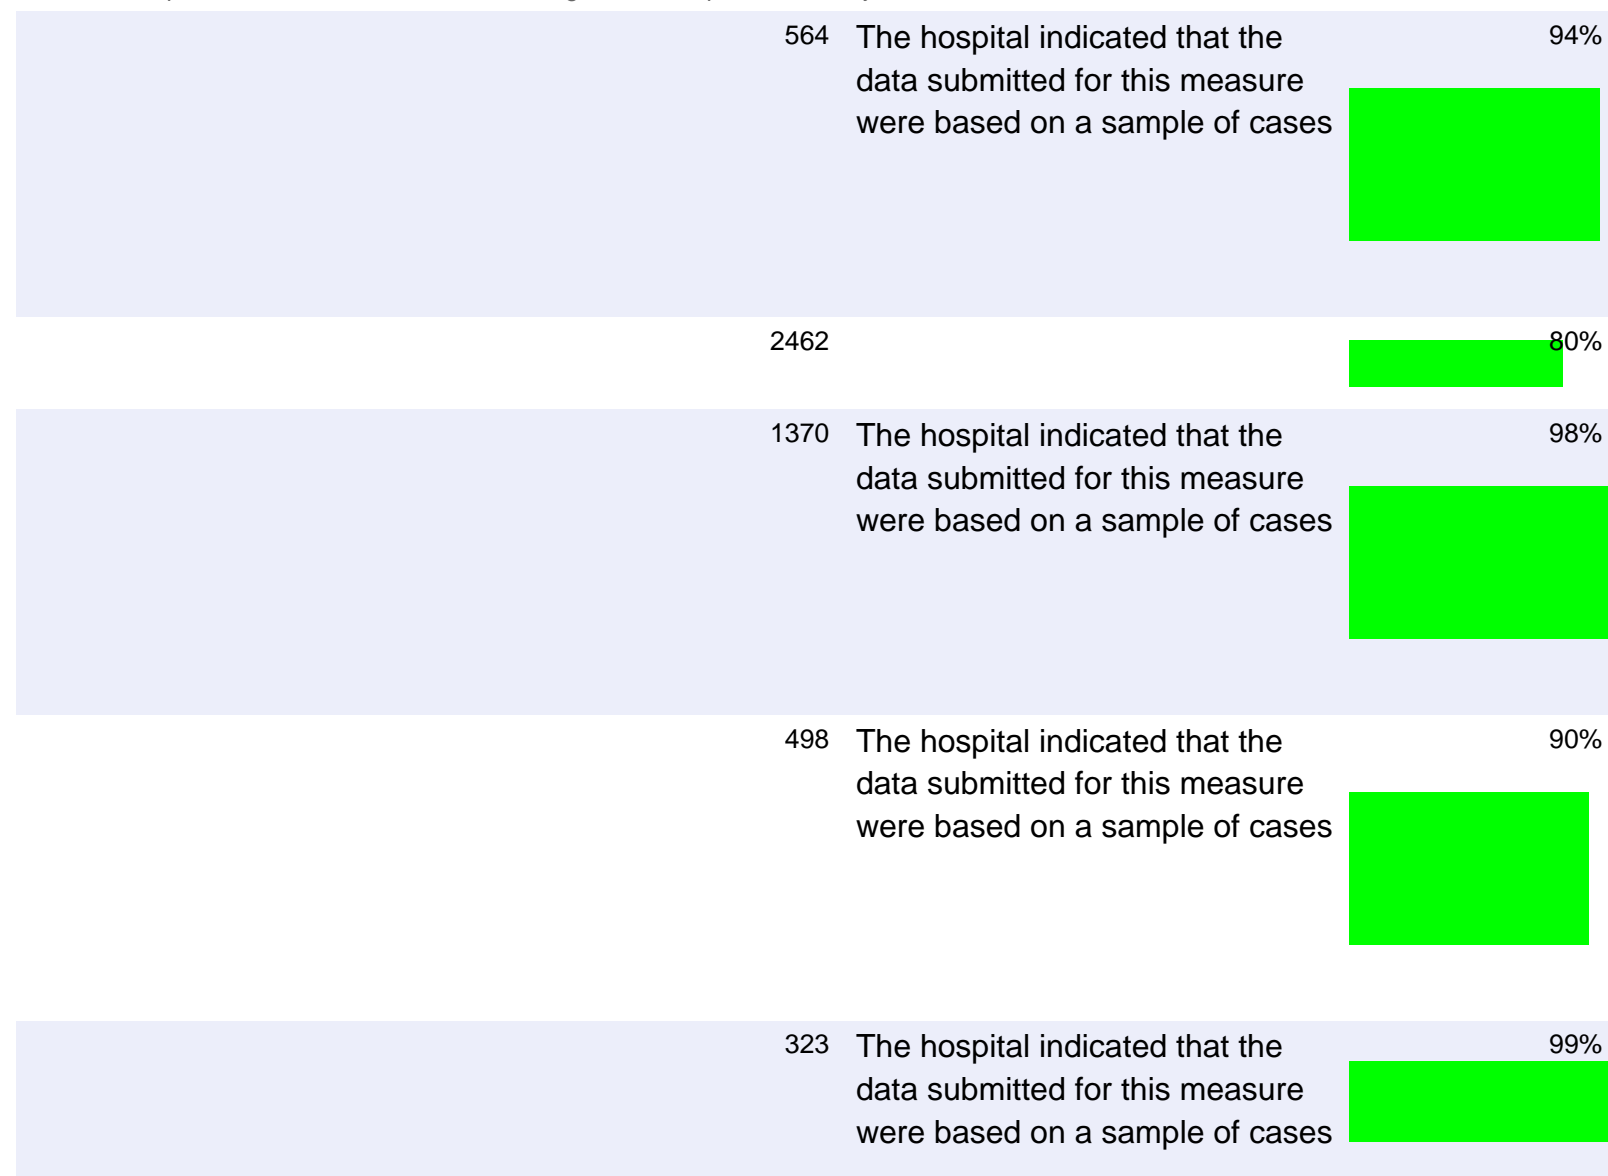 564 The hospital indicated that the 94%
data submitted for this measure
were based on a sample of cases
2462 80%
1370 The hospital indicated that the 98%
data submitted for this measure
were based on a sample of cases
498 The hospital indicated that the 90%
data submitted for this measure
were based on a sample of cases
323 The hospital indicated that the 99%
data submitted for this measure
were based on a sample of cases